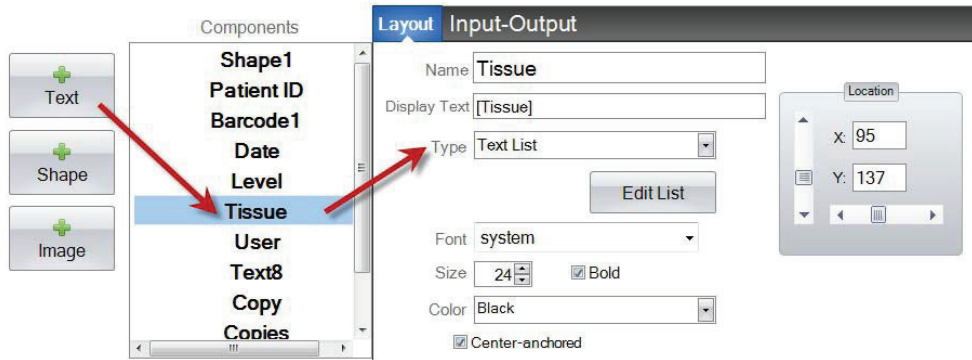 Components
Text
Shape
Image
Shape1
Patient ID
Barcode1
Date
Level
Tissue
User
Text8
Copy
Copies
Layout Input-Output
Name Tissue
Display Text [Tissue]
Type Text List
Edit List
Font system
Size 24 Bold
Color Black
Center-anchored
Location
X: 95
Y: 137